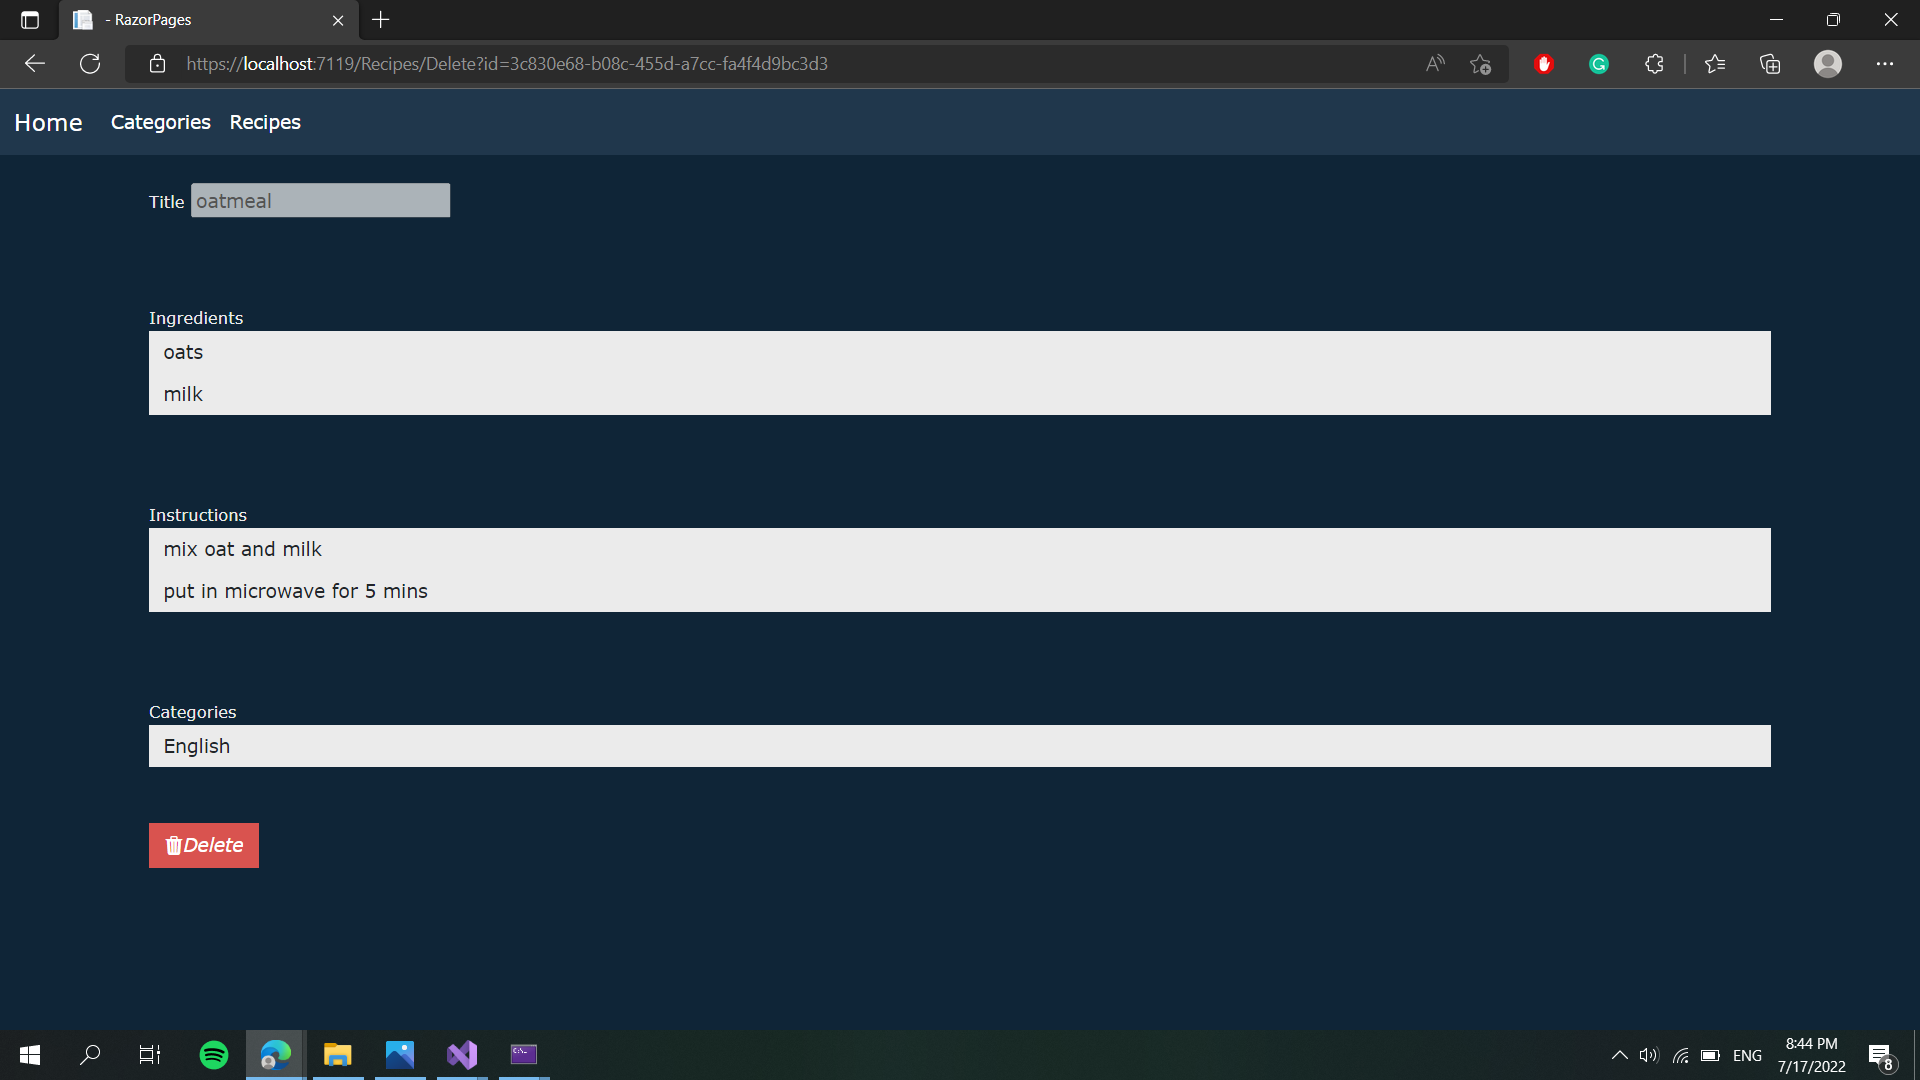 - RazorPages
https://localhost:7119/Recipes/Delete?id=3c830e68-b08c-455d-a7cc-fa4f4d9bc3d3
Home Categories Recipes
Title oatmeal
Ingredients
oats
milk
Instructions
mix oat and milk
put in microwave for 5 mins
Categories
English
Delete
ENG
8:44 PM
7/17/2022
8